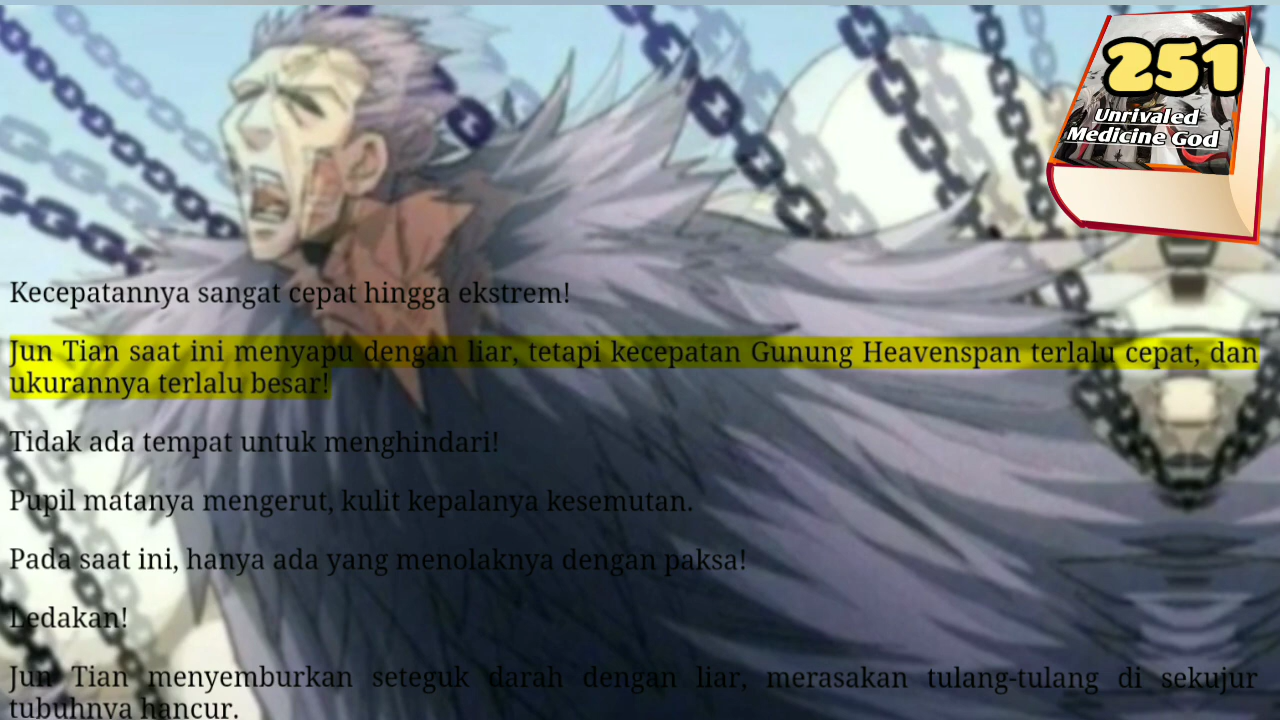 251
Unrivaled
Medicine God
Kecepatannya sangat cepat hingga ekstrem!
Jun Tian saat ini menyapu dengan liar, tetapi kecepatan Gunung Heavenspan terlalu cepat, dan
ukurannya terlalu besar!
Tidak ada tempat untuk menghindari!
Pupil matanya mengerut, kulit kepalanya kesemutan.
Pada saat ini, hanya ada yang menolaknya dengan paksa!
Ledakan!
Jun Tian menyemburkan seteguk darah dengan liar, merasakan tulang-tulang di sekujur
tubuhnya hancur.